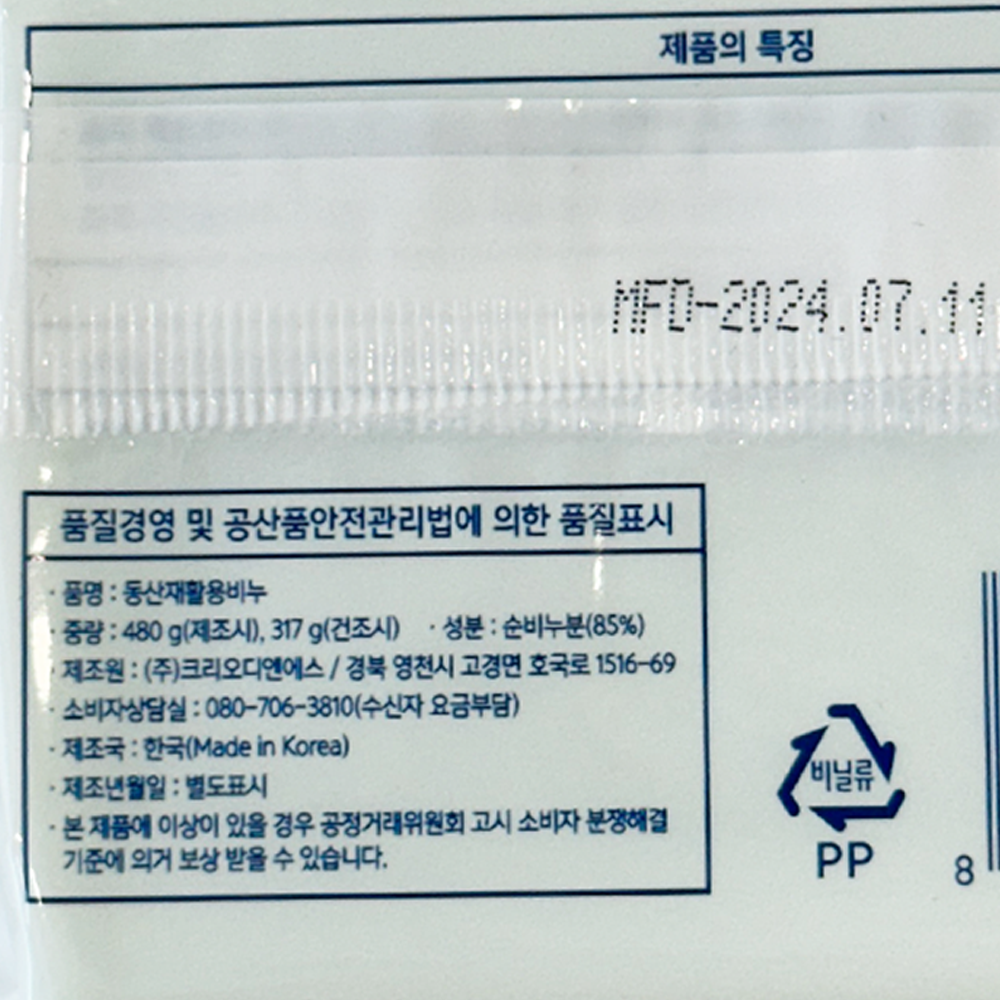 제품의 특징
MFD-2024.07.11
품질경영 및 공산품안전관리법에 의한 품질표시
· 품명 : 동산재활용비누
· 중량 : 480 g(제조시), 317 g(건조시) · 성분 : 순비누분(85%)
· 제조원 : (주)크리오디엔에스 / 경북 영천시 고경면 호국로 1516-69
· 소비자상담실 : 080-706-3810(수신자 요금부담)
· 제조국 : 한국(Made in Korea)
· 제조년월일 : 별도표시
· 본 제품에 이상이 있을 경우 공정거래위원회 고시 소비자 분쟁해결
기준에 의거 보상 받을 수 있습니다.
비닐류
PP
8